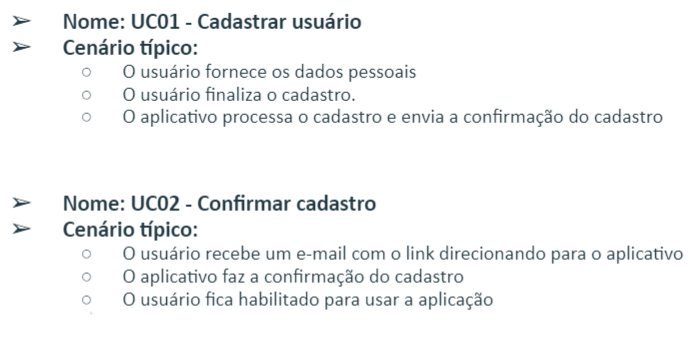 ➢ Nome: UC01 - Cadastrar usuário
➢ Cenário típico:
○ O usuário fornece os dados pessoais
○ O usuário finaliza o cadastro.
○ O aplicativo processa o cadastro e envia a confirmação do cadastro
➢ Nome: UC02 - Confirmar cadastro
➢ Cenário típico:
○ O usuário recebe um e-mail com o link direcionando para o aplicativo
○ O aplicativo faz a confirmação do cadastro
○ O usuário fica habilitado para usar a aplicação